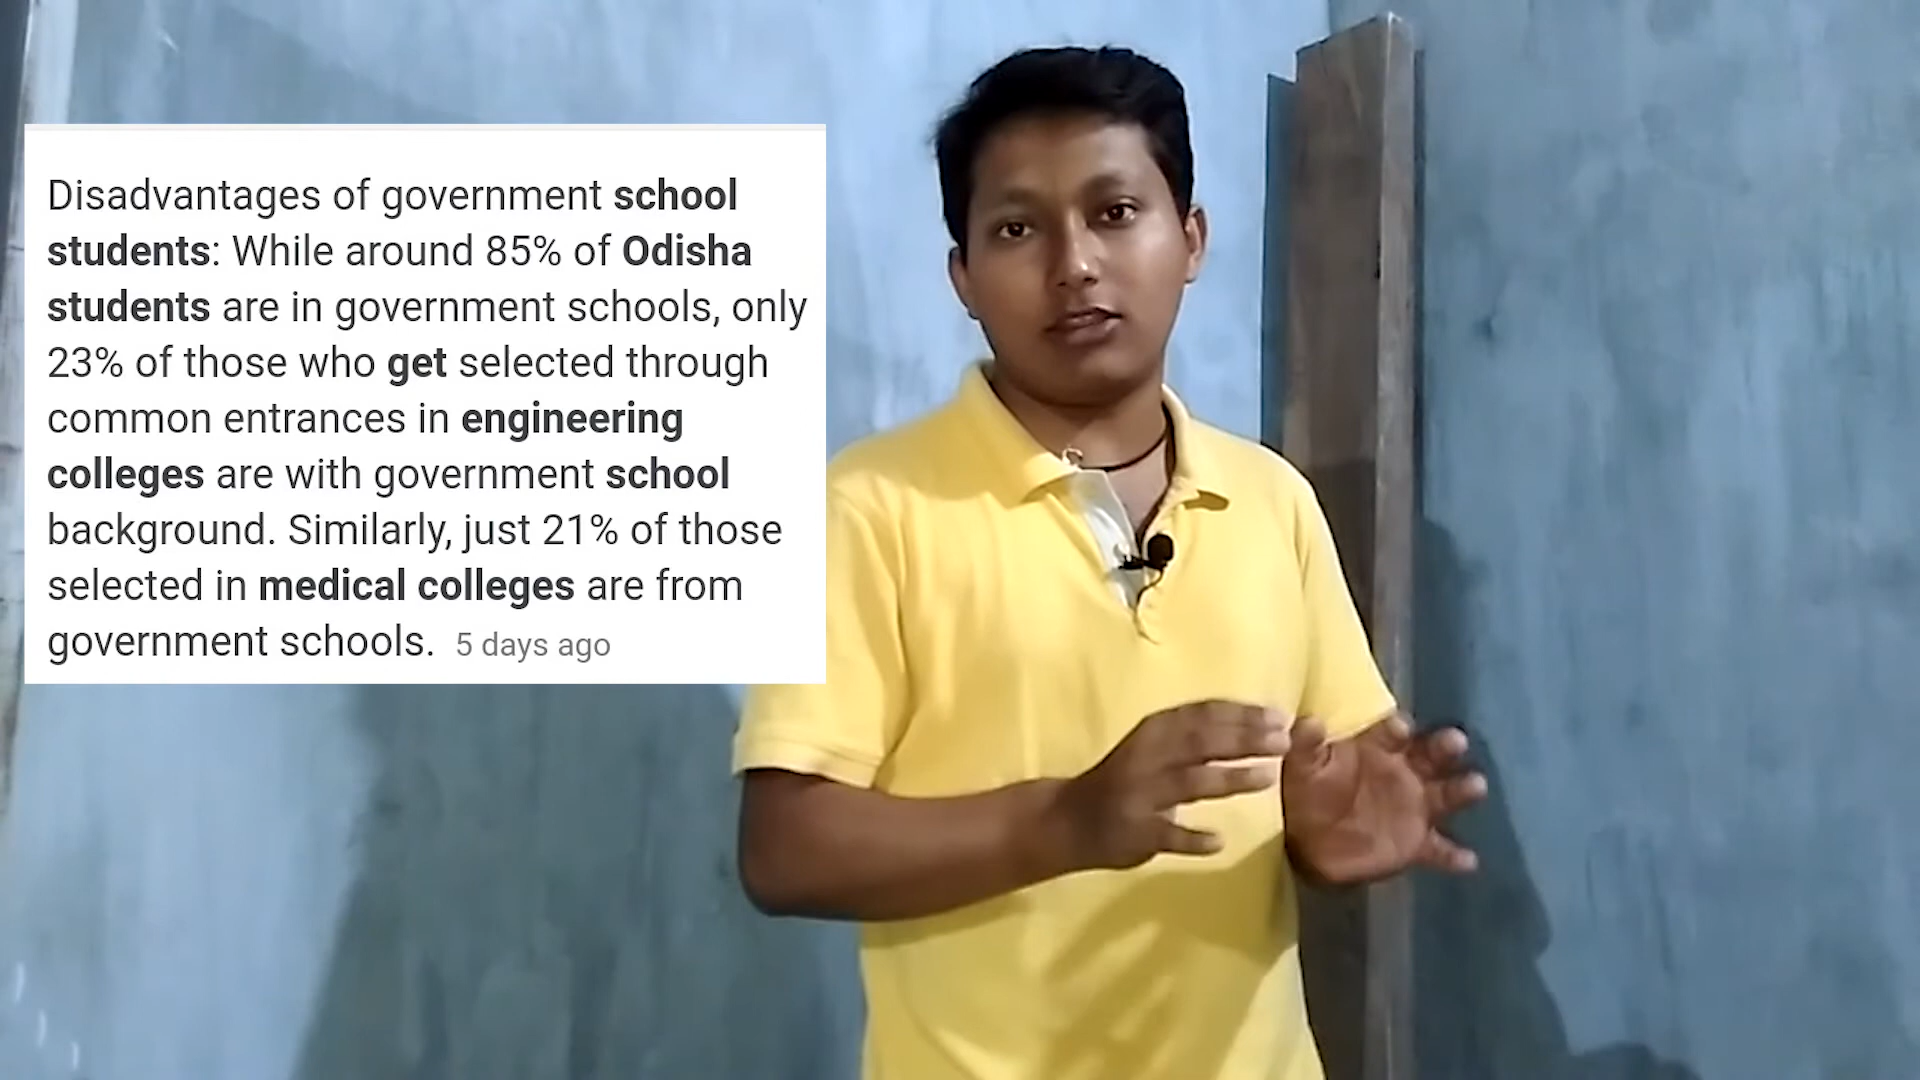 Disadvantages of government school
students: While around 85% of Odisha
students are in government schools, only
23% of those who get selected through
common entrances in engineering
colleges are with government school
background. Similarly, just 21% of those
selected in medical colleges are from
government schools. 5 days ago